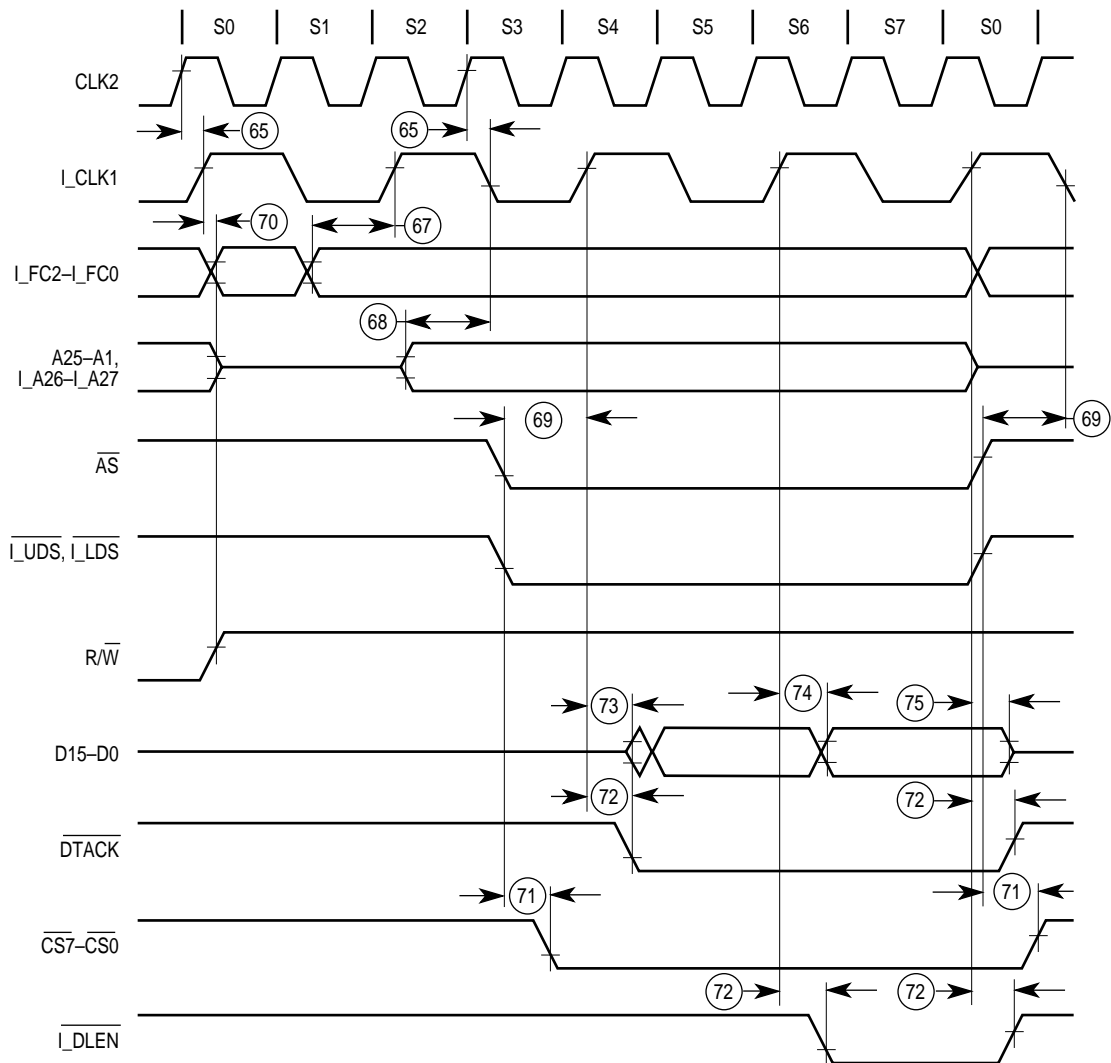 S0 S1 S2 S3 S4 S5 S6 S7 S0
CLK2
65 65
I_CLK1
70 67
I_FC2–I_FC0
68
A25–A1,
I_A26–I_A27
69 69
AS
I_UDS, I_LDS
R/W
73 74 75
D15–D0
72 72
DTACK
71 71
CS7–CS0
72 72
I_DLEN